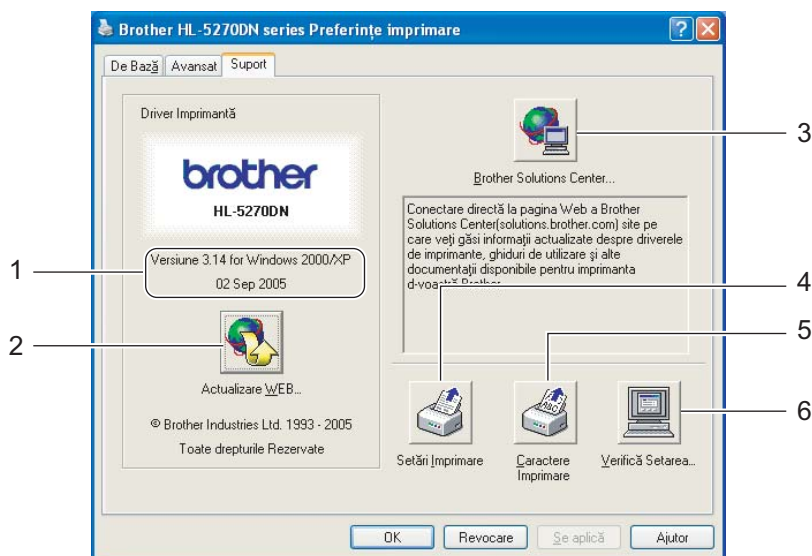 Brother HL-5270DN series Preferințe imprimare
De Bază Avansat Suport
Driver Imprimantă
brother
HL-5270DN
1
Versiune 3.14 for Windows 2000/XP
02 Sep 2005
2
Actualizare WEB...
© Brother Industries Ltd. 1993 - 2005
Toate drepturile Rezervate
3
Brother Solutions Center...
Conectare directă la pagina Web a Brother
Solutions Center(solutions.brother.com) site pe
care veți găsi informații actualizate despre driverele
de imprimante, ghiduri de utilizare şi alte
documentații disponibile pentru imprimanta
d-voastră Brother
4
5
6
Setări Imprimare
Caractere
Imprimare
Verifică Setarea...
OK Revocare Se aplică Ajutor